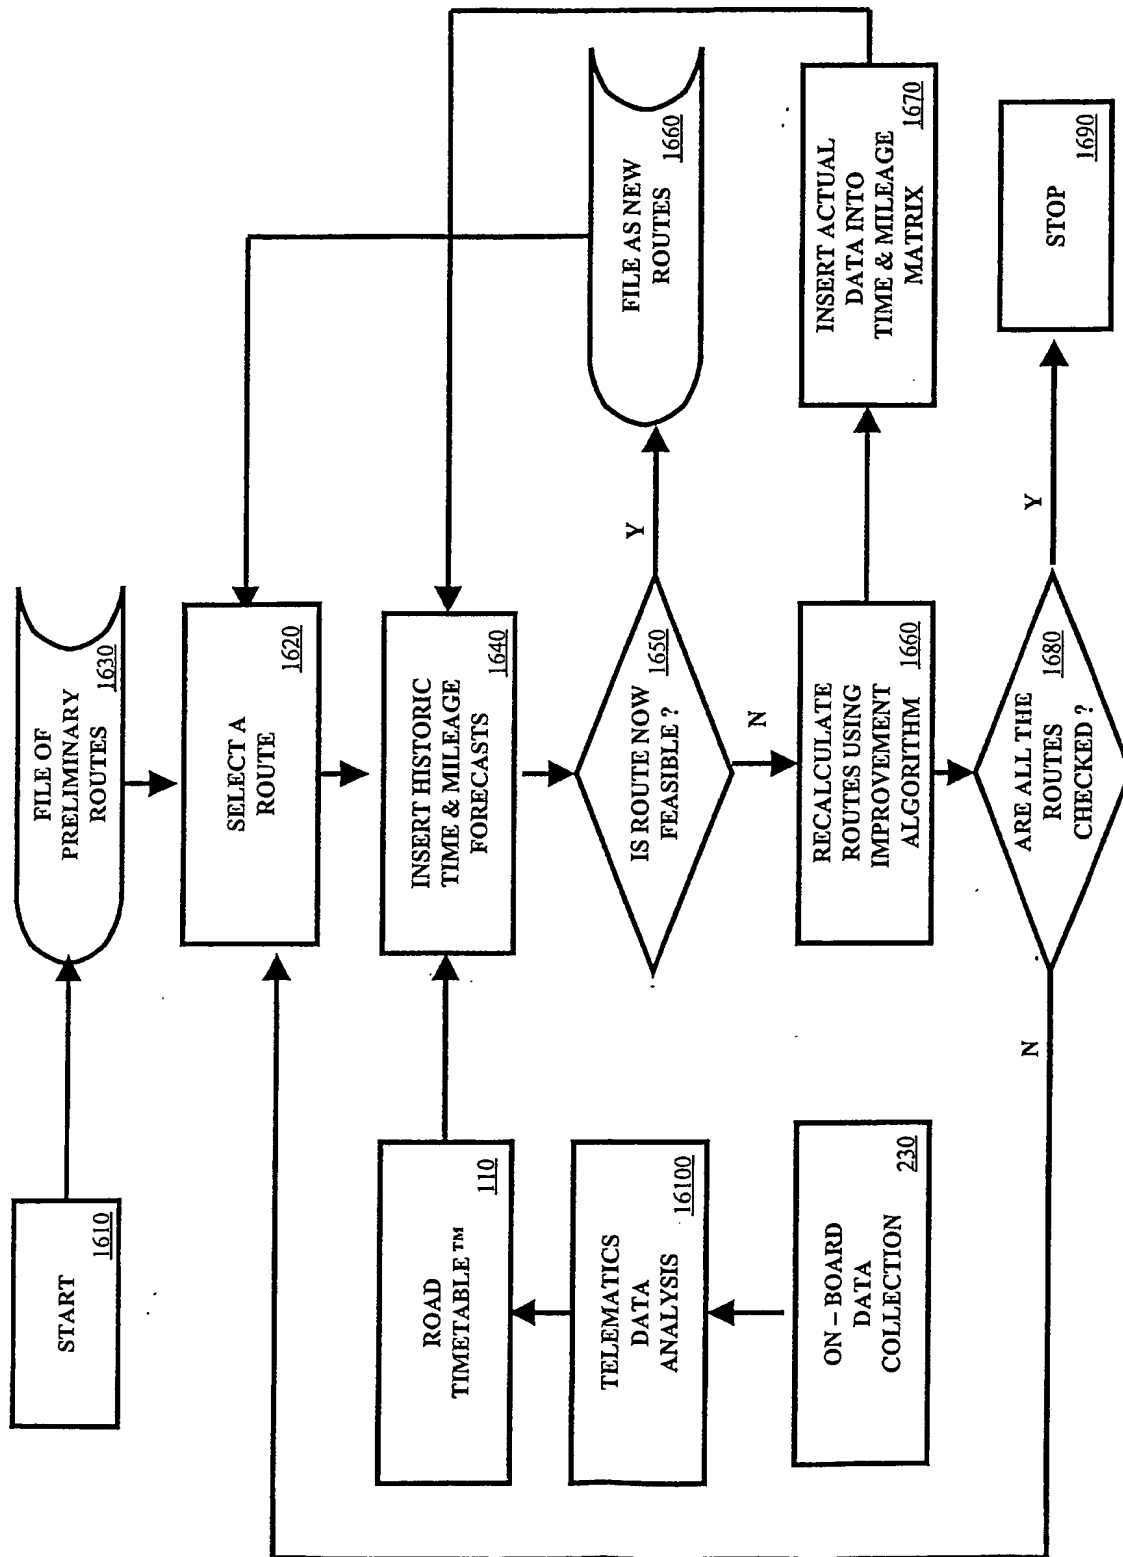 START
1610
FILE OF
PRELIMINARY
ROUTES
1630
SELECT A
ROUTE
1620
ROAD
TIMETABLE™
110
INSERT HISTORIC
TIME & MILEAGE
FORECASTS
1640
TELEMATICS
DATA
ANALYSIS
16100
IS ROUTE NOW
FEASIBLE ?
1650
Y
FILE AS NEW
ROUTES
1660
N
ON – BOARD
DATA
COLLECTION
230
RECALCULATE
ROUTES USING
IMPROVEMENT
ALGORITHM
1660
INSERT ACTUAL
DATA INTO
TIME & MILEAGE
MATRIX
1670
N
ARE ALL THE
ROUTES
CHECKED ?
1680
Y
STOP
1690